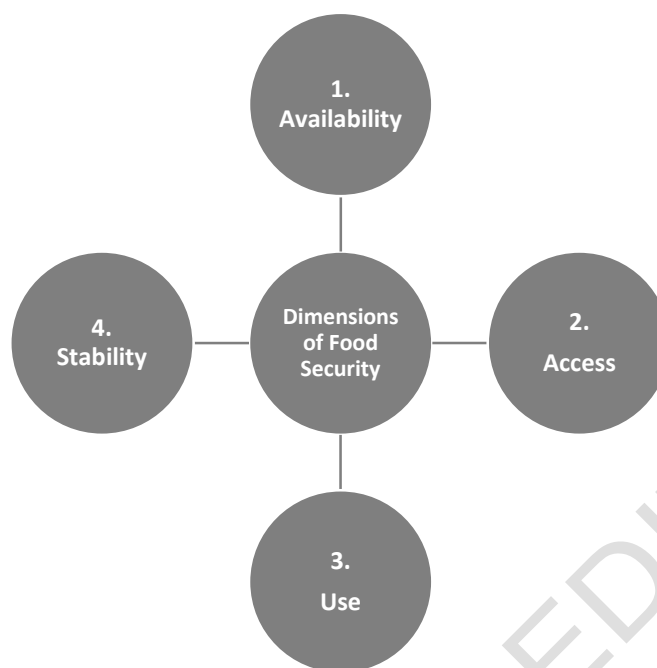 1.
Availability
4.
Stability
Dimensions
of Food
Security
2.
Access
3.
Use